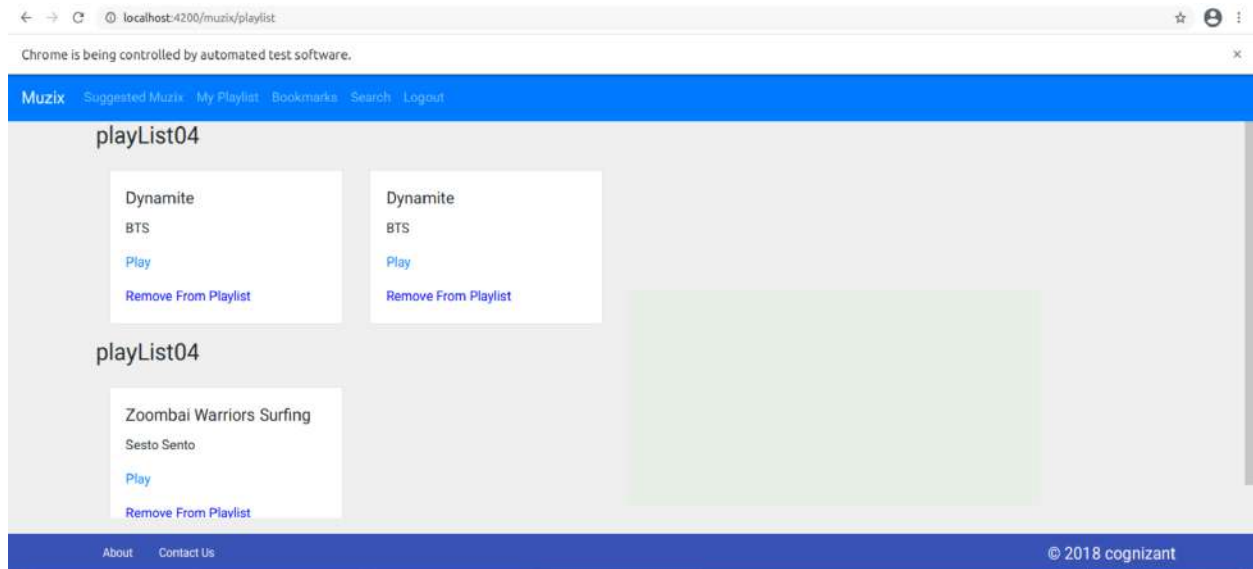 localhost:4200/muzix/playlist
Chrome is being controlled by automated test software.
Muzix Suggested Muzix My Playlist Bookmarks Search Logout
playList04
Dynamite Dynamite
BTS BTS
Play Play
Remove From Playlist Remove From Playlist
playList04
Zoombai Warriors Surfing
Sesto Sento
Play
Remove From Playlist
About Contact Us © 2018 cognizant